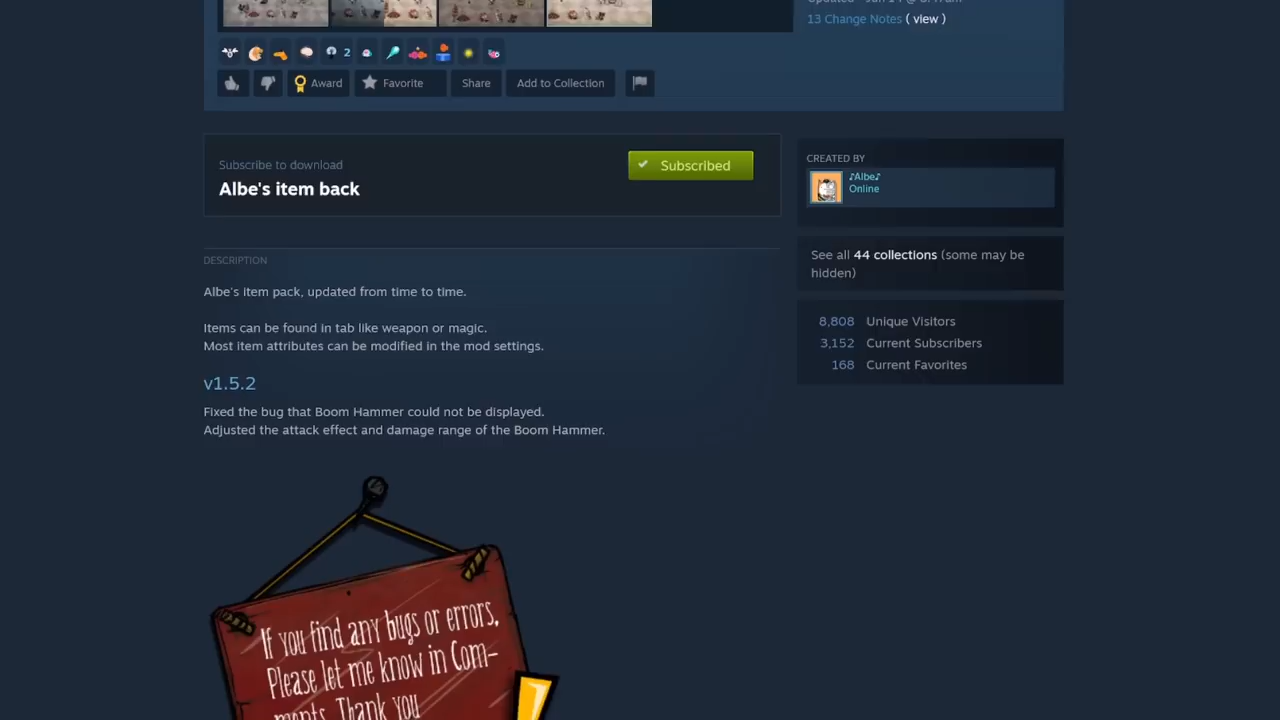 13 Change Notes ( view )
2
Award
Favorite
Share
Add to Collection
Subscribe to download
Albe's item back
Subscribed
CREATED BY
♪Albe♪
Online
See all 44 collections (some may be
hidden)
8,808 Unique Visitors
3,152 Current Subscribers
168 Current Favorites
DESCRIPTION
Albe's item pack, updated from time to time.
Items can be found in tab like weapon or magic.
Most item attributes can be modified in the mod settings.
v1.5.2
Fixed the bug that Boom Hammer could not be displayed.
Adjusted the attack effect and damage range of the Boom Hammer.
If you find any bugs or errors,
Please let me know in Com-
ments. Thank you